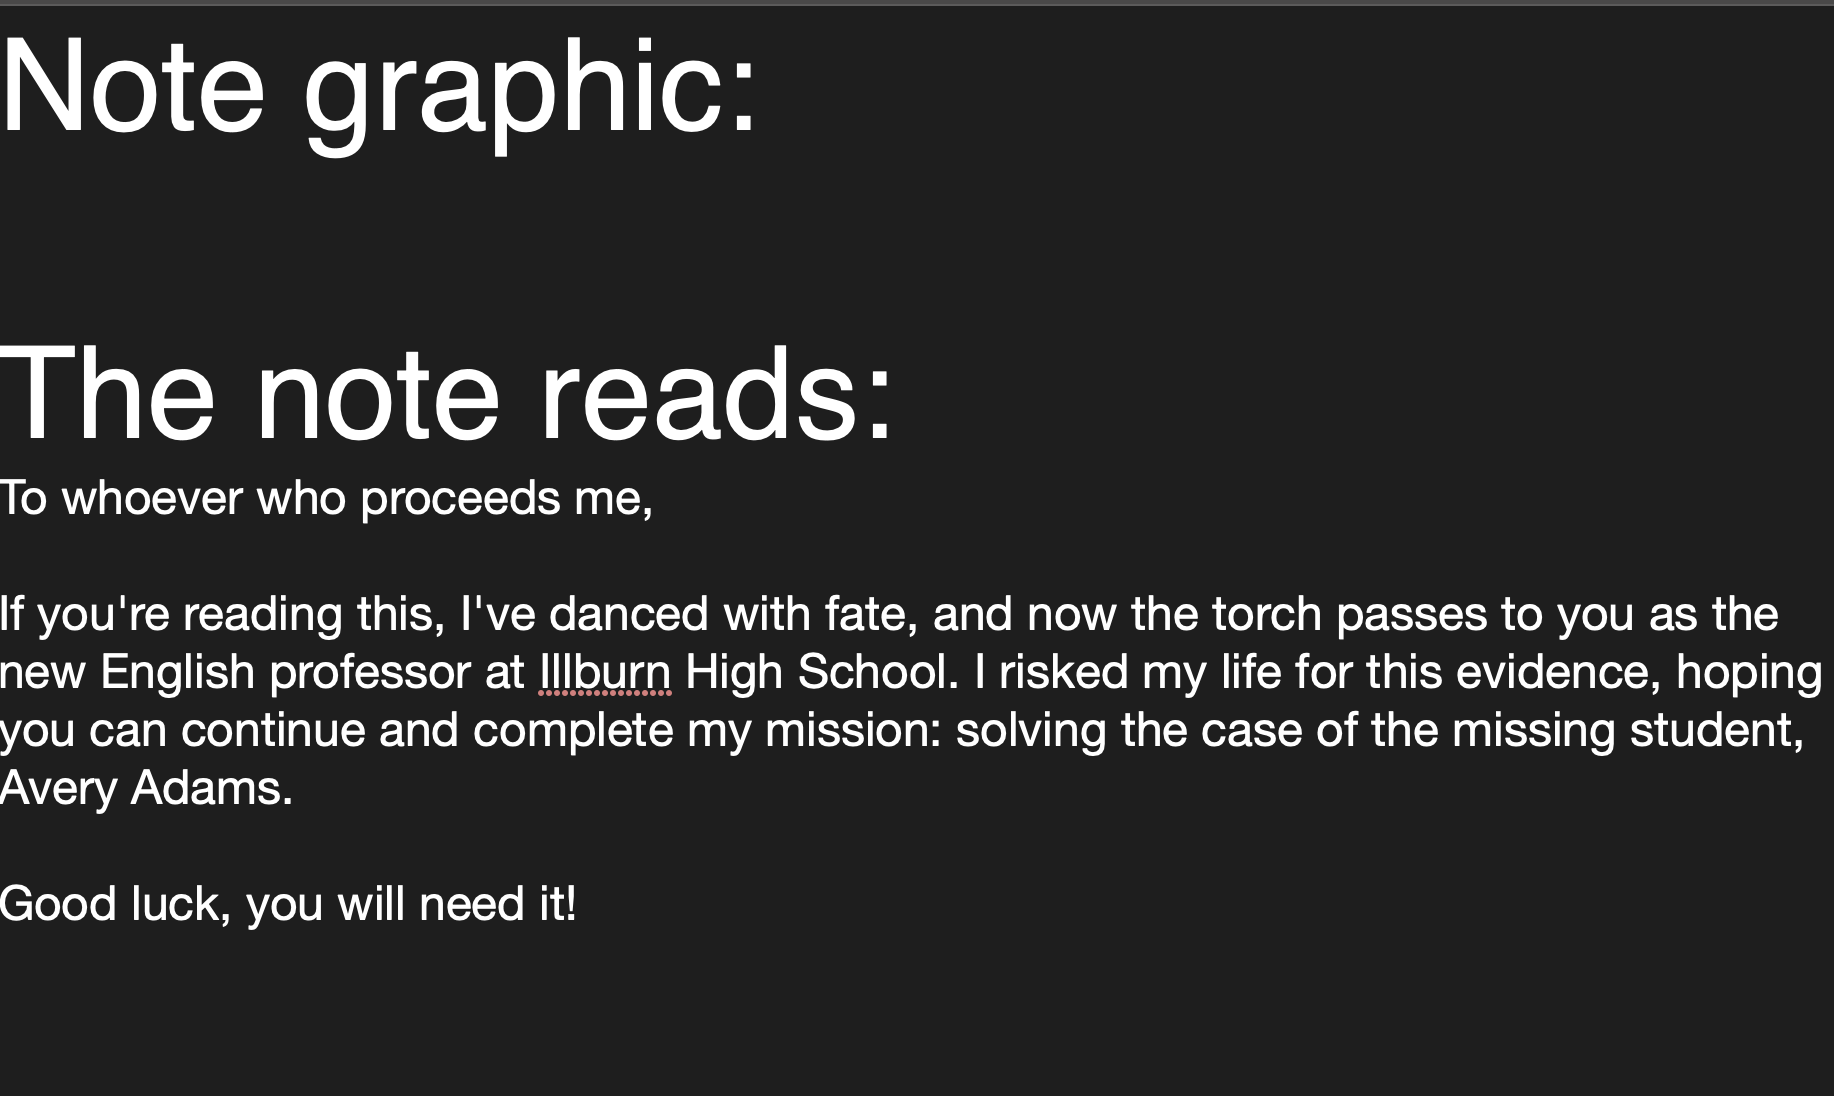 Note graphic:
The note reads:
To whoever who proceeds me,
If you're reading this, I've danced with fate, and now the torch passes to you as the
new English professor at Illburn High School. I risked my life for this evidence, hoping
you can continue and complete my mission: solving the case of the missing student,
Avery Adams.
Good luck, you will need it!